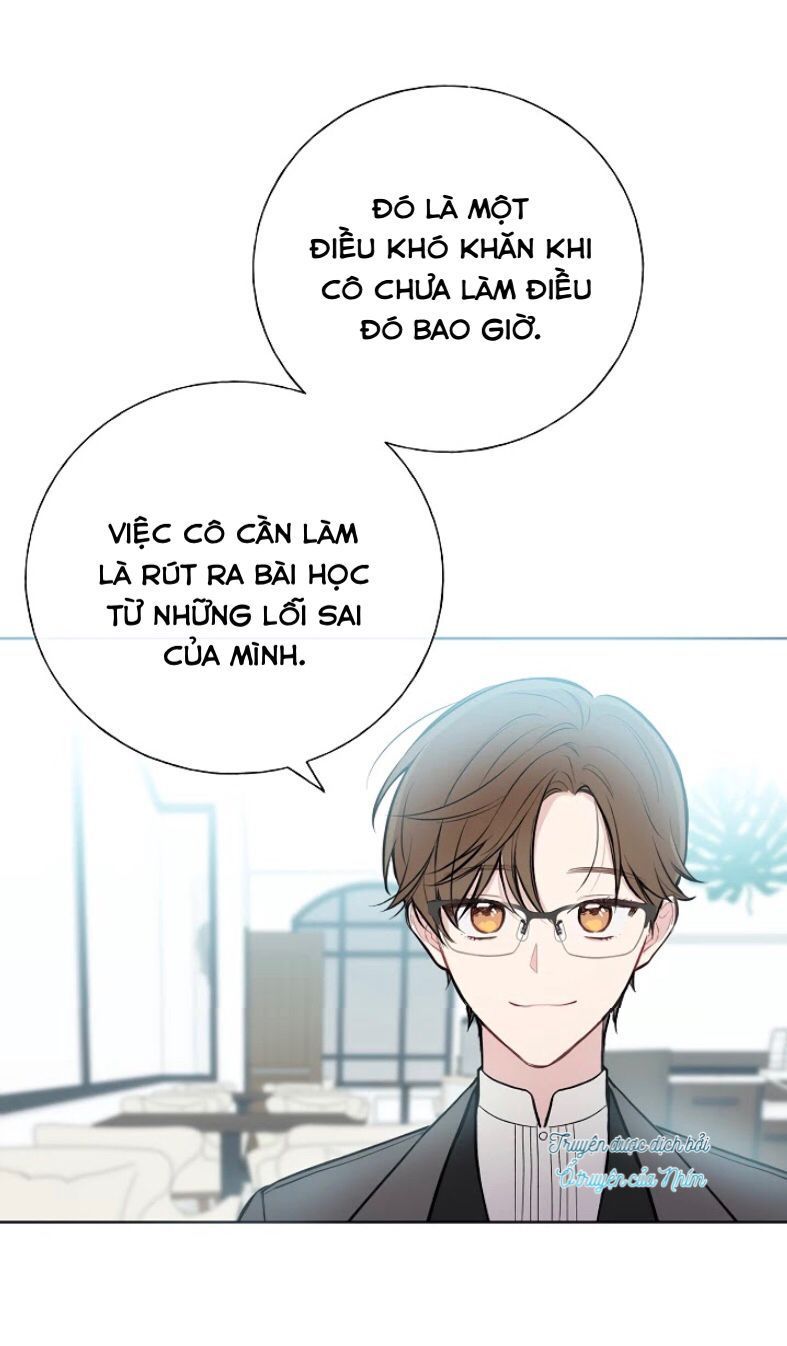 ĐÓ LÀ MỘT
ĐIỀU KHÓ KHĂN KHI
CÔ CHƯA LÀM ĐIỀU
ĐÓ BAO GIỜ.
VIỆC CÔ CẦN LÀM
LÀ RÚT RA BÀI HỌC
TỪ NHỮNG LỖI SAI
CỦA MÌNH.
Truyện được dịch bởi
Ổ truyện của Nhím